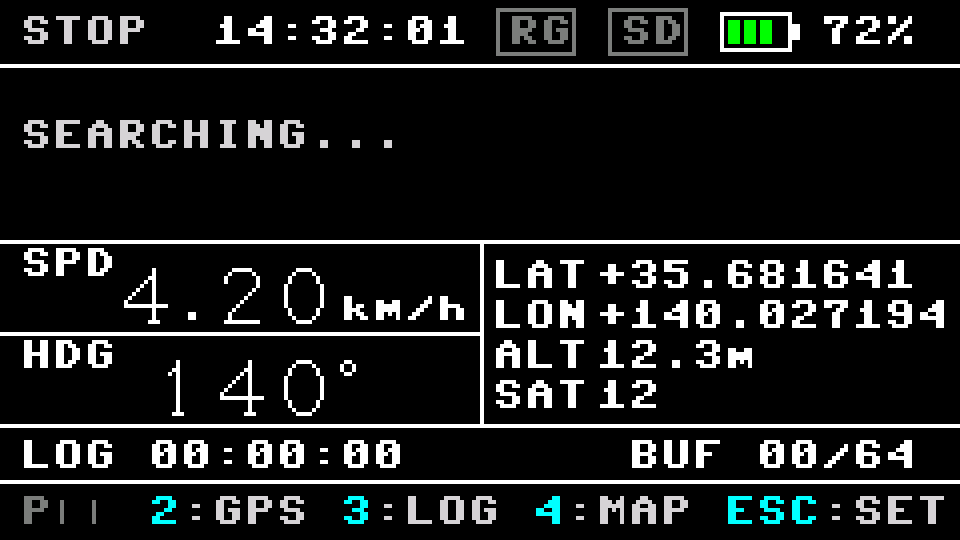 STOP 14:32:01 RG SD 72%
SEARCHING...
SPD 4.20 km/h
HDG 140°
LAT +35.681641
LON +140.027194
ALT 12.3m
SAT 12
LOG 00:00:00 BUF 00/64
P|| 2:GPS 3:LOG 4:MAP ESC:SET